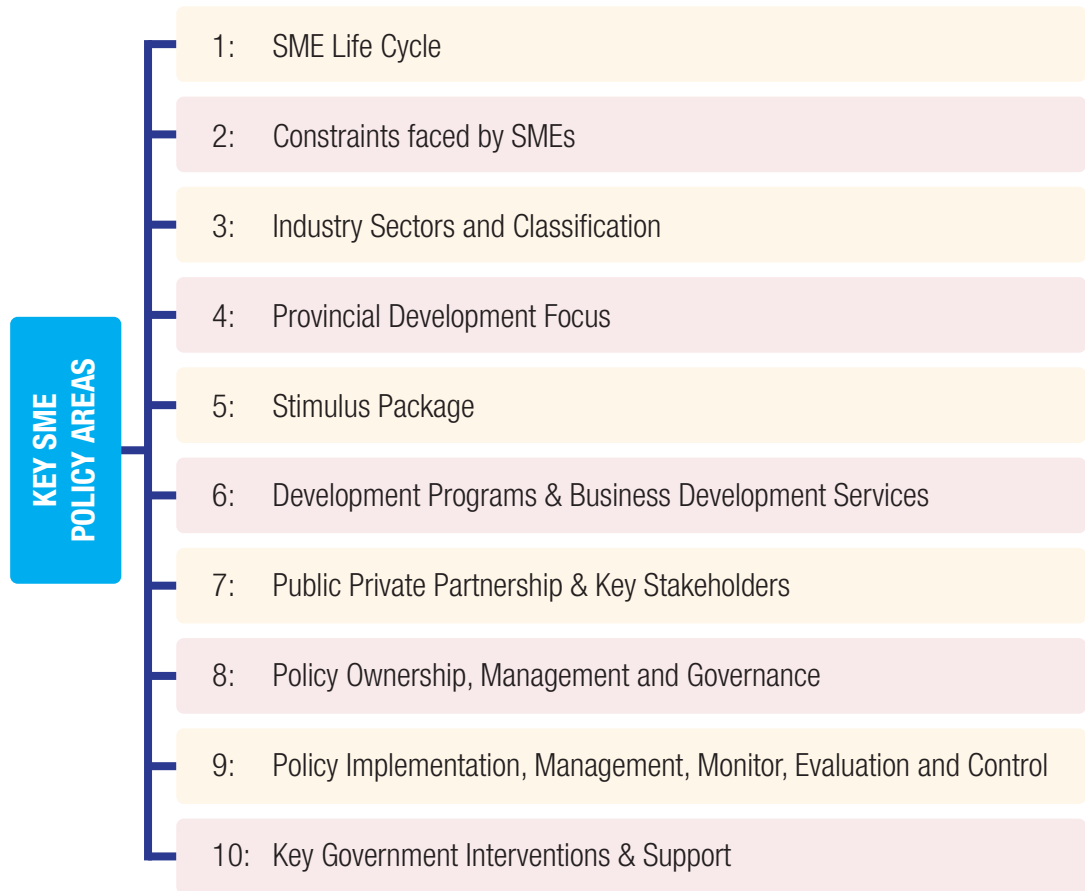 KEY SME
POLICY AREAS
1: SME Life Cycle
2: Constraints faced by SMEs
3: Industry Sectors and Classification
4: Provincial Development Focus
5: Stimulus Package
6: Development Programs & Business Development Services
7: Public Private Partnership & Key Stakeholders
8: Policy Ownership, Management and Governance
9: Policy Implementation, Management, Monitor, Evaluation and Control
10: Key Government Interventions & Support